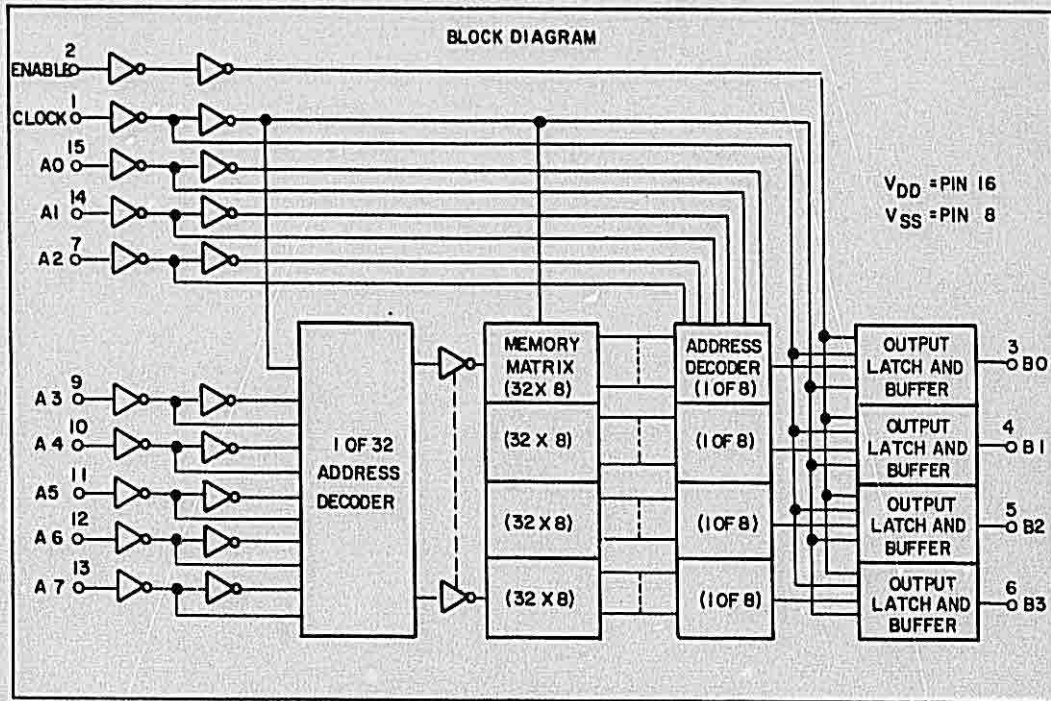 BLOCK DIAGRAM
2
ENABLE
1
CLOCK
15
A0
14
A1
7
A2
VDD = PIN 16
VSS = PIN 8
9
A3
10
A4
11
A5
12
A6
13
A7
1 OF 32
ADDRESS
DECODER
MEMORY
MATRIX
(32 X 8)
(32 X 8)
(32 X 8)
(32 X 8)
ADDRESS
DECODER
(1 OF 8)
(1 OF 8)
(1 OF 8)
(1 OF 8)
OUTPUT
LATCH AND
BUFFER
3
B0
OUTPUT
LATCH AND
BUFFER
4
B1
OUTPUT
LATCH AND
BUFFER
5
B2
OUTPUT
LATCH AND
BUFFER
6
B3